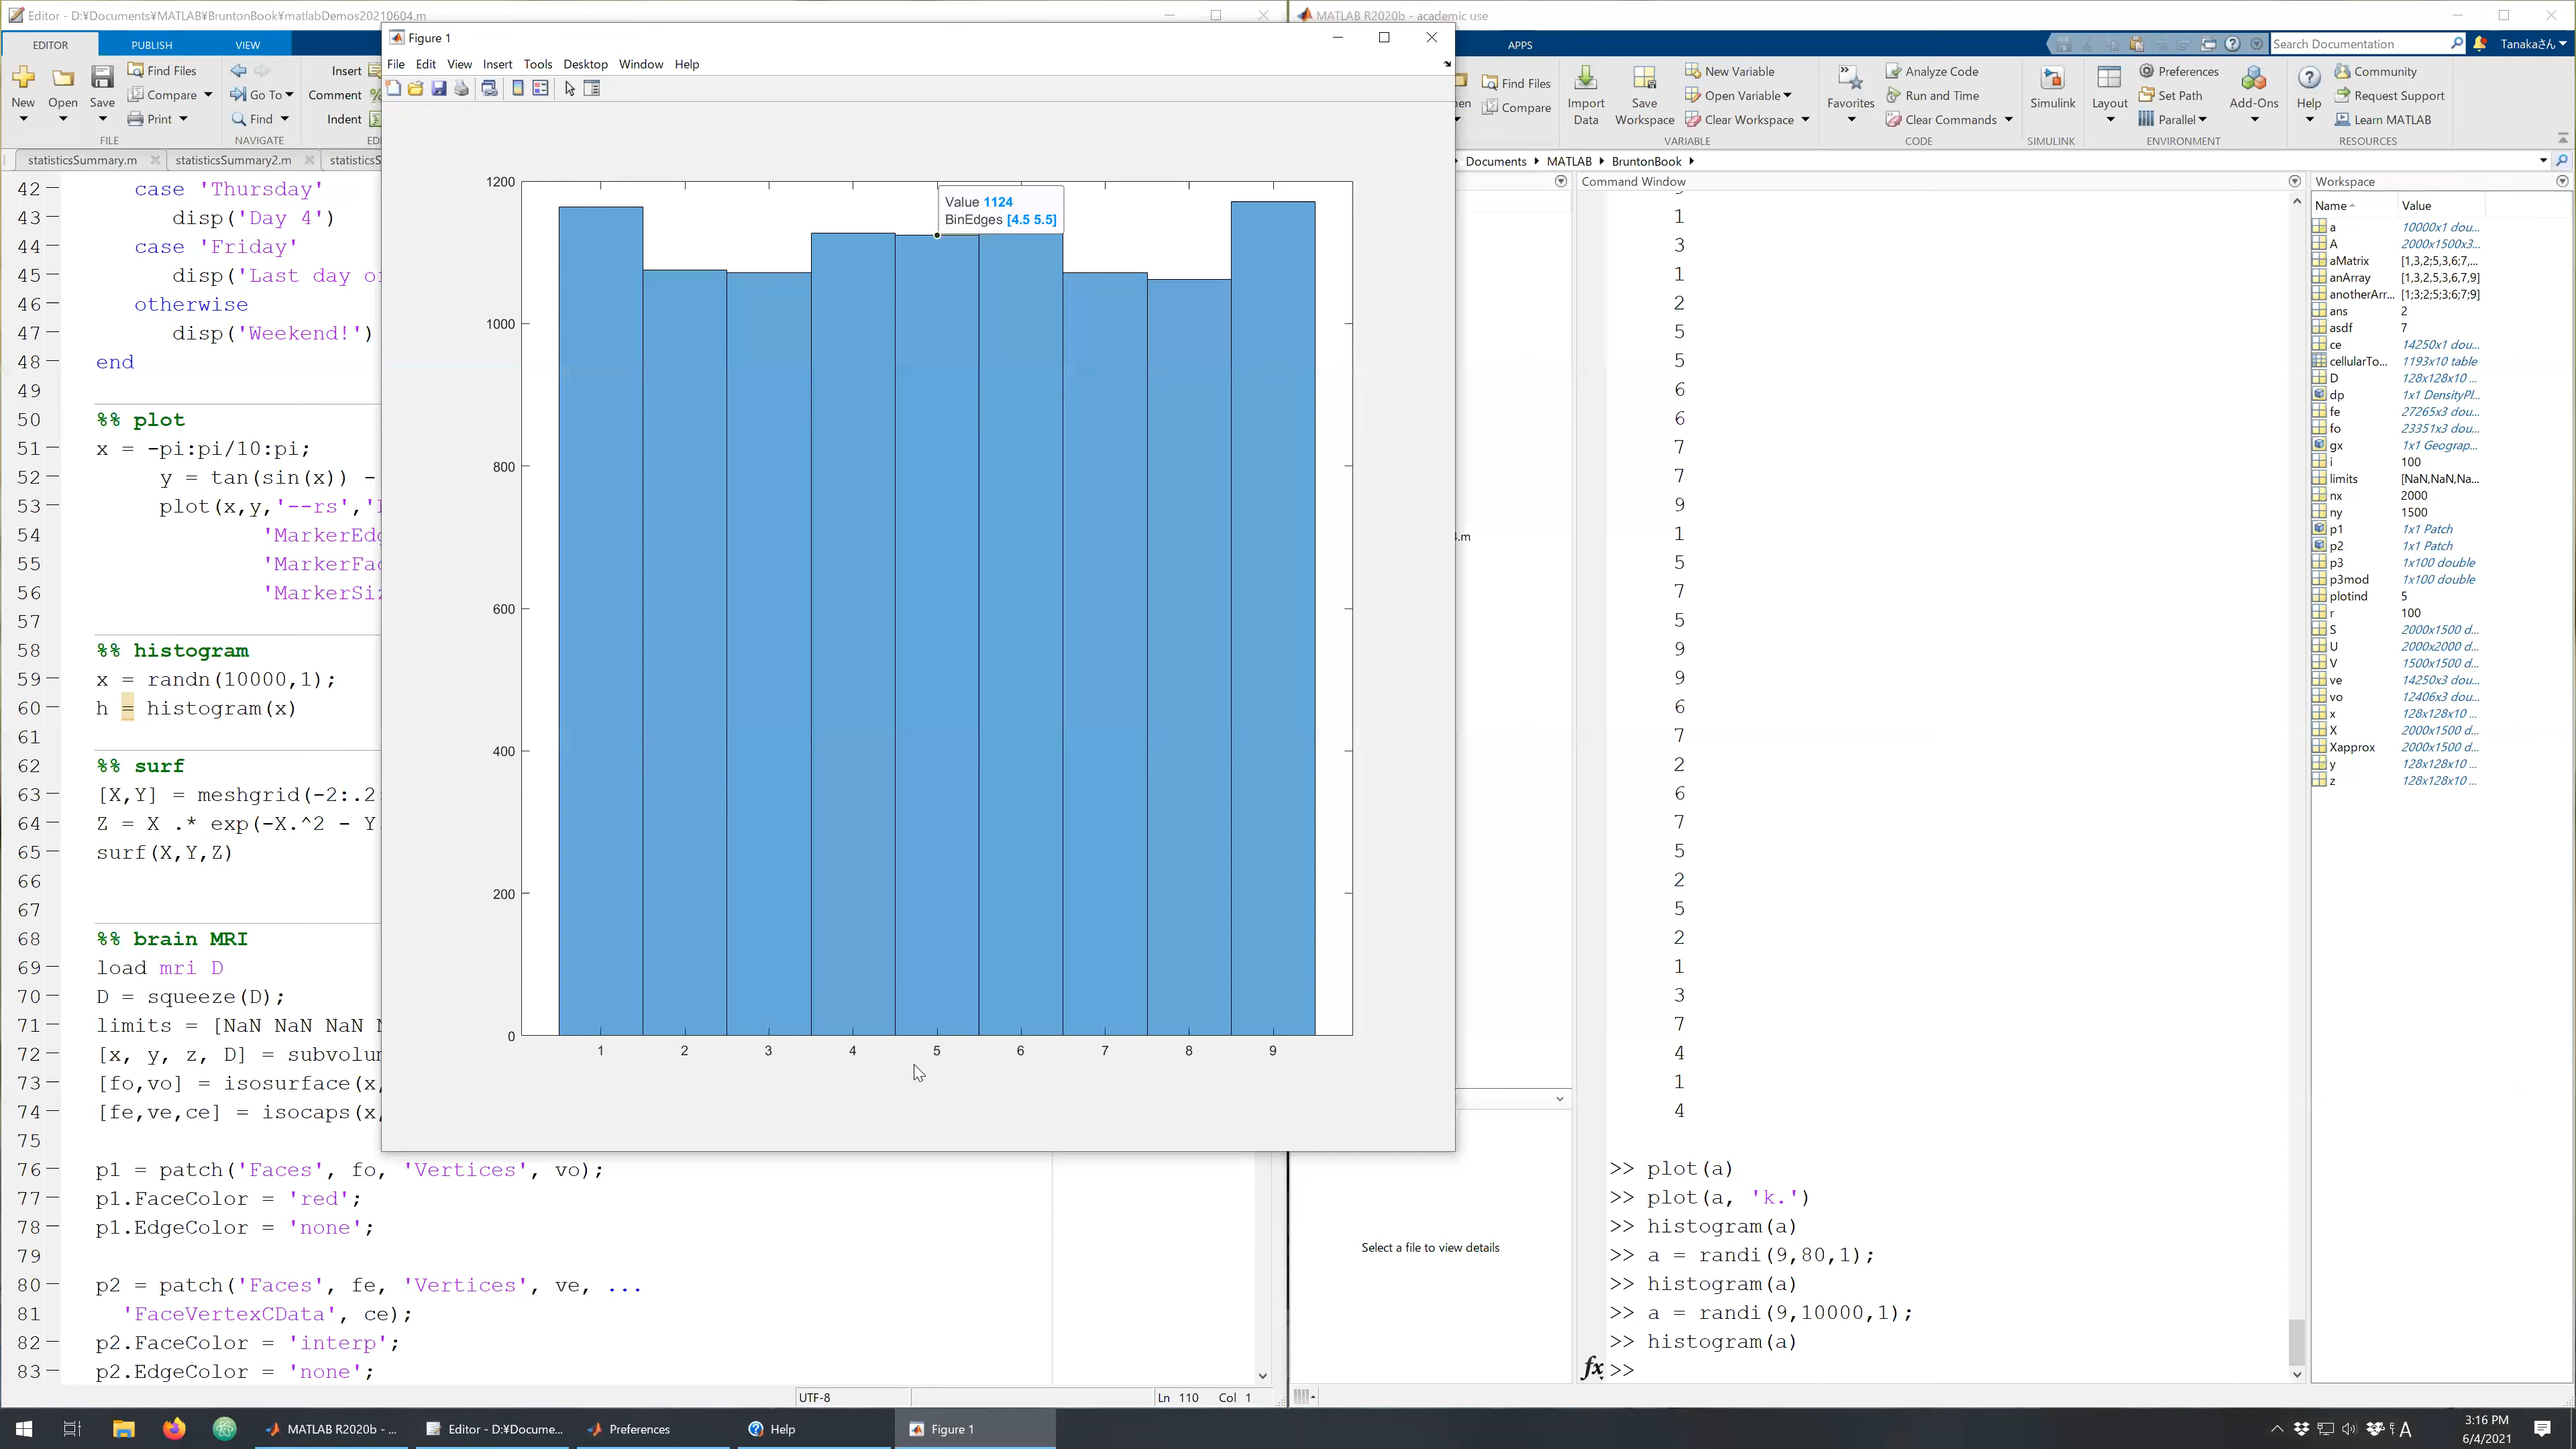 Editor - D:¥Documents¥MATLAB¥BruntonBook¥matlabDemos20210604.m
EDITOR PUBLISH VIEW
New Open Save
Find Files
Compare
Print
Go To
Find
Insert
Comment
Indent
FILE NAVIGATE
statisticsSummary.m statisticsSummary2.m
42 case 'Thursday'
43 disp('Day 4')
44 case 'Friday'
45 disp('Last day
46 otherwise
47 disp('Weekend!')
48 end
49
50 %% plot
51 x = -pi:pi/10:pi;
52 y = tan(sin(x)) -
53 plot(x,y,'--rs','
54 'MarkerEd
55 'MarkerFa
56 'MarkerSi
57
58 %% histogram
59 x = randn(10000,1);
60 h = histogram(x)
61
62 %% surf
63 [X,Y] = meshgrid(-2:.2
64 Z = X .* exp(-X.^2 - Y
65 surf(X,Y,Z)
66
67
68 %% brain MRI
69 load mri D
70 D = squeeze(D);
71 limits = [NaN NaN NaN
72 [x, y, z, D] = subvolu
73 [fo,vo] = isosurface(x,
74 [fe,ve,ce] = isocaps(x,
75
76 p1 = patch('Faces', fo, 'Vertices', vo);
77 p1.FaceColor = 'red';
78 p1.EdgeColor = 'none';
79
80 p2 = patch('Faces', fe, 'Vertices', ve, ...
81 'FaceVertexCData', ce);
82 p2.FaceColor = 'interp';
83 p2.EdgeColor = 'none';
UTF-8 Ln 110 Col 1
Figure 1
File Edit View Insert Tools Desktop Window Help
1200
1000
800
600
400
200
0
Value 1124
BinEdges [4.5 5.5]
1 2 3 4 5 6 7 8 9
MATLAB R2020b - academic use
APPS
Search Documentation
Tanakaさん
Find Files
Compare
Import Data
Save Workspace
New Variable
Open Variable
Clear Workspace
VARIABLE
Favorites
Analyze Code
Run and Time
Clear Commands
CODE
Simulink
SIMULINK
Layout
Preferences
Set Path
Parallel
Add-Ons
ENVIRONMENT
Help
Community
Request Support
Learn MATLAB
RESOURCES
Documents MATLAB BruntonBook
Select a file to view details
Command Window
1
3
1
2
5
5
6
6
7
7
9
1
5
7
5
9
9
6
7
2
6
7
5
2
5
2
1
3
7
4
1
4
>> plot(a)
>> plot(a, 'k.')
>> histogram(a)
>> a = randi(9,80,1);
>> histogram(a)
>> a = randi(9,10000,1);
>> histogram(a)
fx >>
Workspace
Name Value
a 10000x1 dou...
A 2000x1500x3...
aMatrix [1,3,2;5,3,6;7,...
anArray [1,3,2,5,3,6,7,9]
anotherArr... [1;3;2;5;3;6;7;9]
ans 2
asdf 7
ce 14250x1 dou...
cellularTo... 1193x10 table
D 128x128x10 ...
dp 1x1 DensityPl...
fe 27265x3 dou...
fo 23351x3 dou...
gx 1x1 Geograp...
i 100
limits [NaN,NaN,Na...
nx 2000
ny 1500
p1 1x1 Patch
p2 1x1 Patch
p3 1x100 double
p3mod 1x100 double
plotind 5
r 100
S 2000x1500 d...
U 2000x2000 d...
V 1500x1500 d...
ve 14250x3 dou...
vo 12406x3 dou...
x 128x128x10 ...
X 2000x1500 d...
Xapprox 2000x1500 d...
y 128x128x10 ...
z 128x128x10 ...
MATLAB R2020b - ...
Editor - D:¥Docume...
Preferences
Help
Figure 1
A
3:16 PM
6/4/2021